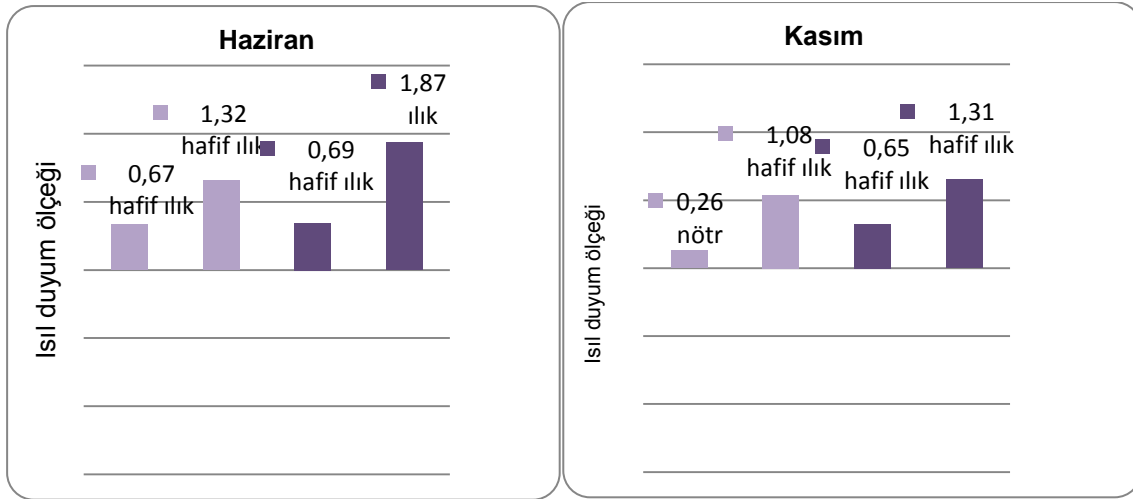 Haziran
1,87
ılık
1,32
hafif ılık
0,69
hafif ılık
0,67
hafif ılık
Isıl duyum ölçeği
Kasım
1,31
hafif ılık
1,08
hafif ılık
0,65
hafif ılık
0,26
nötr
Isıl duyum ölçeği